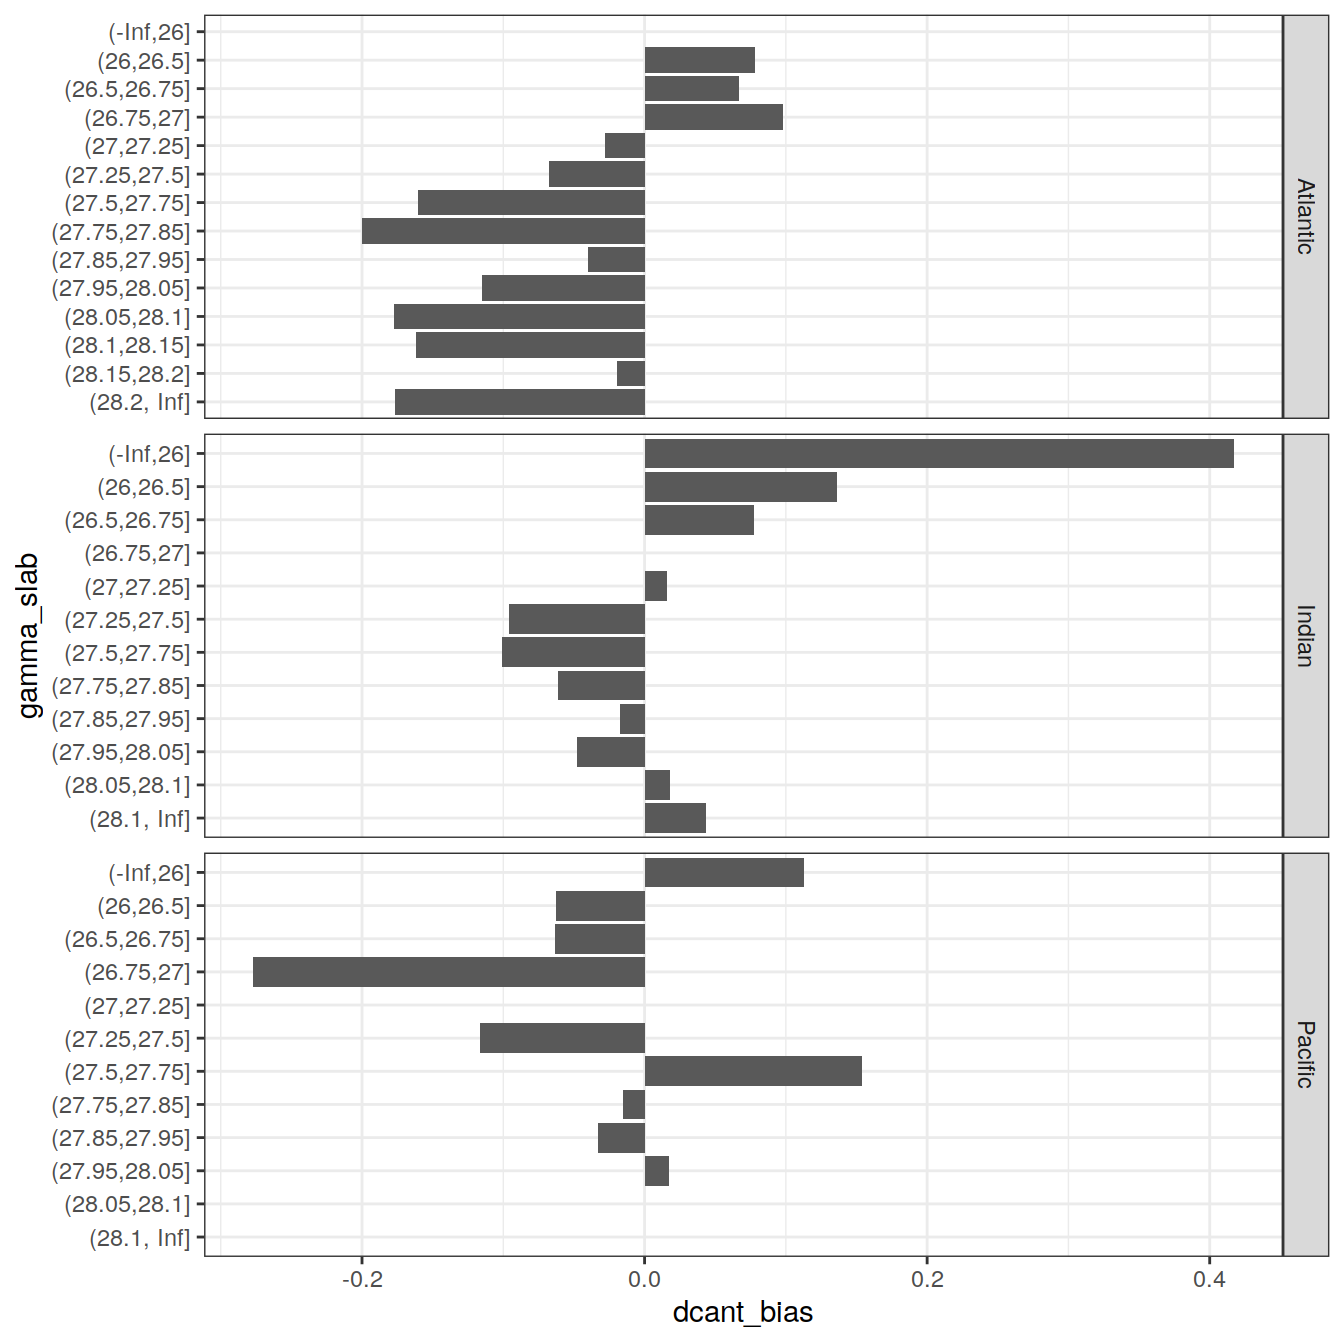 (-Inf,26]
(26,26.5]
(26.5,26.75]
(26.75,27]
(27,27.25]
(27.25,27.5]
(27.5,27.75]
(27.75,27.85]
(27.85,27.95]
(27.95,28.05]
(28.05,28.1]
(28.1,28.15]
(28.15,28.2]
(28.2, Inf]
Atlantic
(-Inf,26]
(26,26.5]
(26.5,26.75]
(26.75,27]
(27,27.25]
(27.25,27.5]
(27.5,27.75]
(27.75,27.85]
(27.85,27.95]
(27.95,28.05]
(28.05,28.1]
(28.1, Inf]
Indian
gamma_slab
(-Inf,26]
(26,26.5]
(26.5,26.75]
(26.75,27]
(27,27.25]
(27.25,27.5]
(27.5,27.75]
(27.75,27.85]
(27.85,27.95]
(27.95,28.05]
(28.05,28.1]
(28.1, Inf]
Pacific
-0.2 0.0 0.2 0.4
dcant_bias